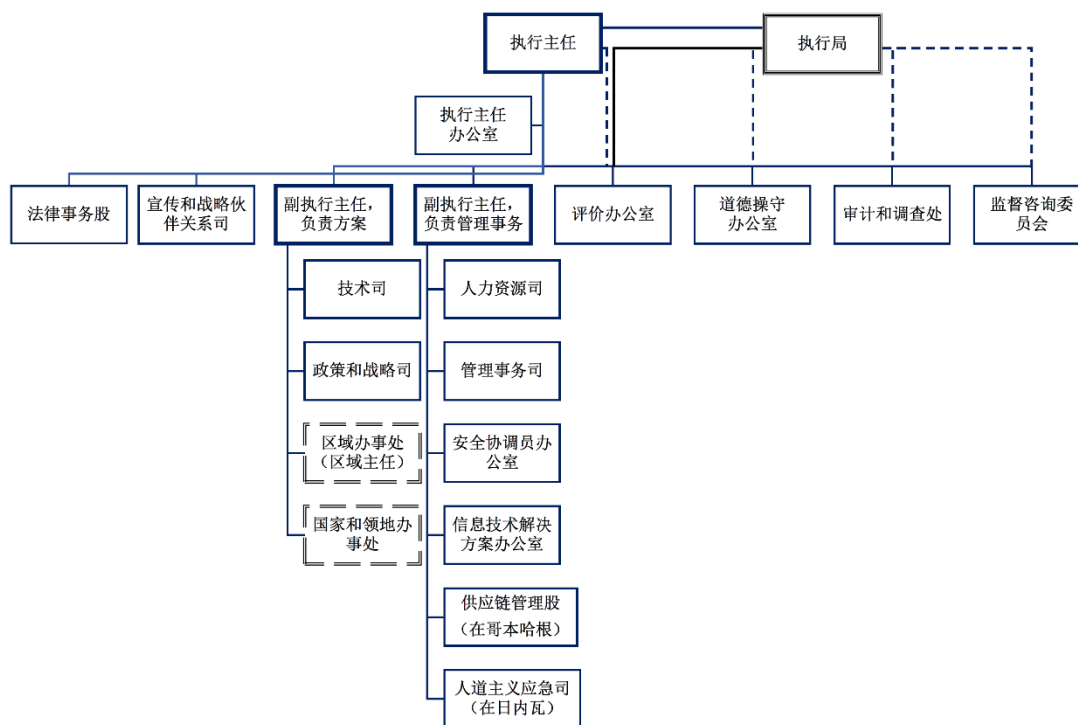 执行主任
执行局
执行主任
办公室
法律事务股
宣传和战略伙
伴关系司
副执行主任，
负责方案
副执行主任，
负责管理事务
评价办公室
道德操守
办公室
审计和调查处
监督咨询委
员会
技术司
人力资源司
政策和战略司
管理事务司
区域办事处
（区域主任）
安全协调员办
公室
国家和领地办
事处
信息技术解决
方案办公室
供应链管理股
（在哥本哈根）
人道主义应急司
（在日内瓦）